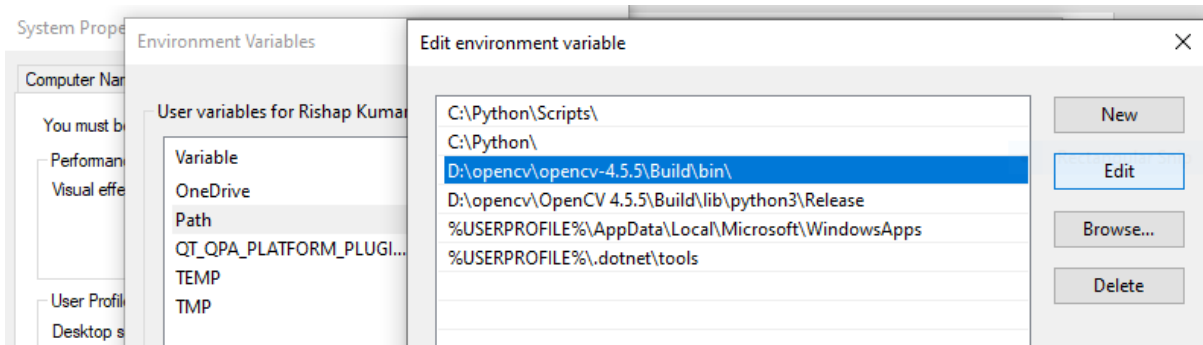 System Prope
Environment Variables
Edit environment variable
Computer Nar
You must b
Performan
Visual effe
User Profil
Desktop s
User variables for Rishap Kumar
Variable
OneDrive
Path
QT_QPA_PLATFORM_PLUGI...
TEMP
TMP
C:\Python\Scripts\
C:\Python\
D:\opencv\opencv-4.5.5\Build\bin\
D:\opencv\OpenCV 4.5.5\Build\lib\python3\Release
%USERPROFILE%\AppData\Local\Microsoft\WindowsApps
%USERPROFILE%\.dotnet\tools
New
Edit
Browse...
Delete